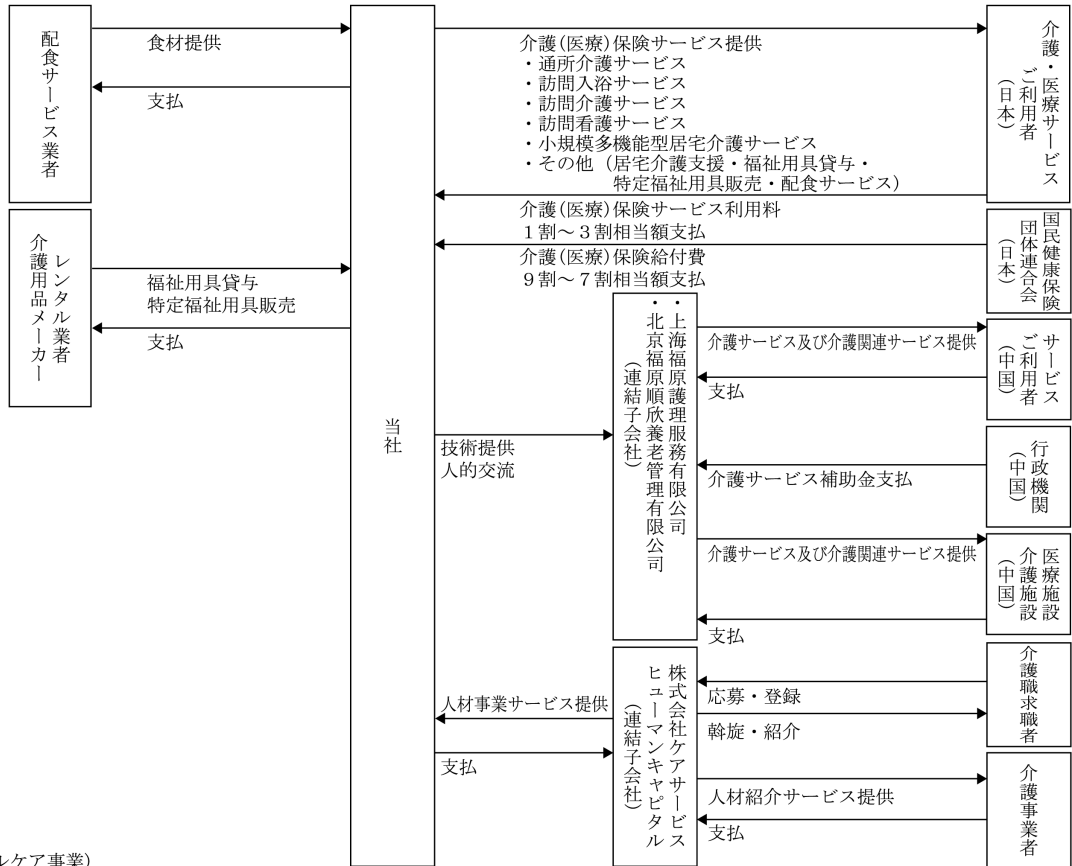 配食サービス業者
食材提供
支払
介護(医療)保険サービス提供
・通所介護サービス
・訪問入浴サービス
・訪問介護サービス
・訪問看護サービス
・小規模多機能型居宅介護サービス
・その他（居宅介護支援・福祉用具貸与・
特定福祉用具販売・配食サービス）
介護・医療サービス
ご利用者
（日本）
レンタル業者
介護用品メーカー
福祉用具貸与
特定福祉用具販売
支払
当社
介護(医療)保険サービス利用料
１割～３割相当額支払
介護(医療)保険給付費
９割～７割相当額支払
国民健康保険
団体連合会
（日本）
技術提供
人的交流
・上海福原護理服務有限公司
・北京福原順欣養老管理有限公司
（連結子会社）
介護サービス及び介護関連サービス提供
支払
サービス
ご利用者
（中国）
介護サービス補助金支払
行政機関
（中国）
介護サービス及び介護関連サービス提供
支払
医療施設
介護施設
（中国）
人材事業サービス提供
支払
株式会社ケアサービス
ヒューマンキャピタル
（連結子会社）
応募・登録
斡旋・紹介
介護職求職者
人材紹介サービス提供
支払
介護事業者
ルケア事業）